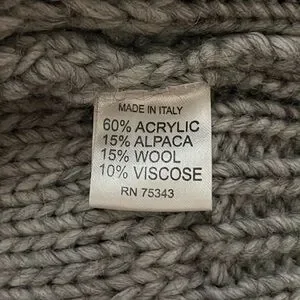 MADE IN ITALY
60% ACRYLIC
15% ALPACA
15% WOOL
10% VISCOSE
RN 75343